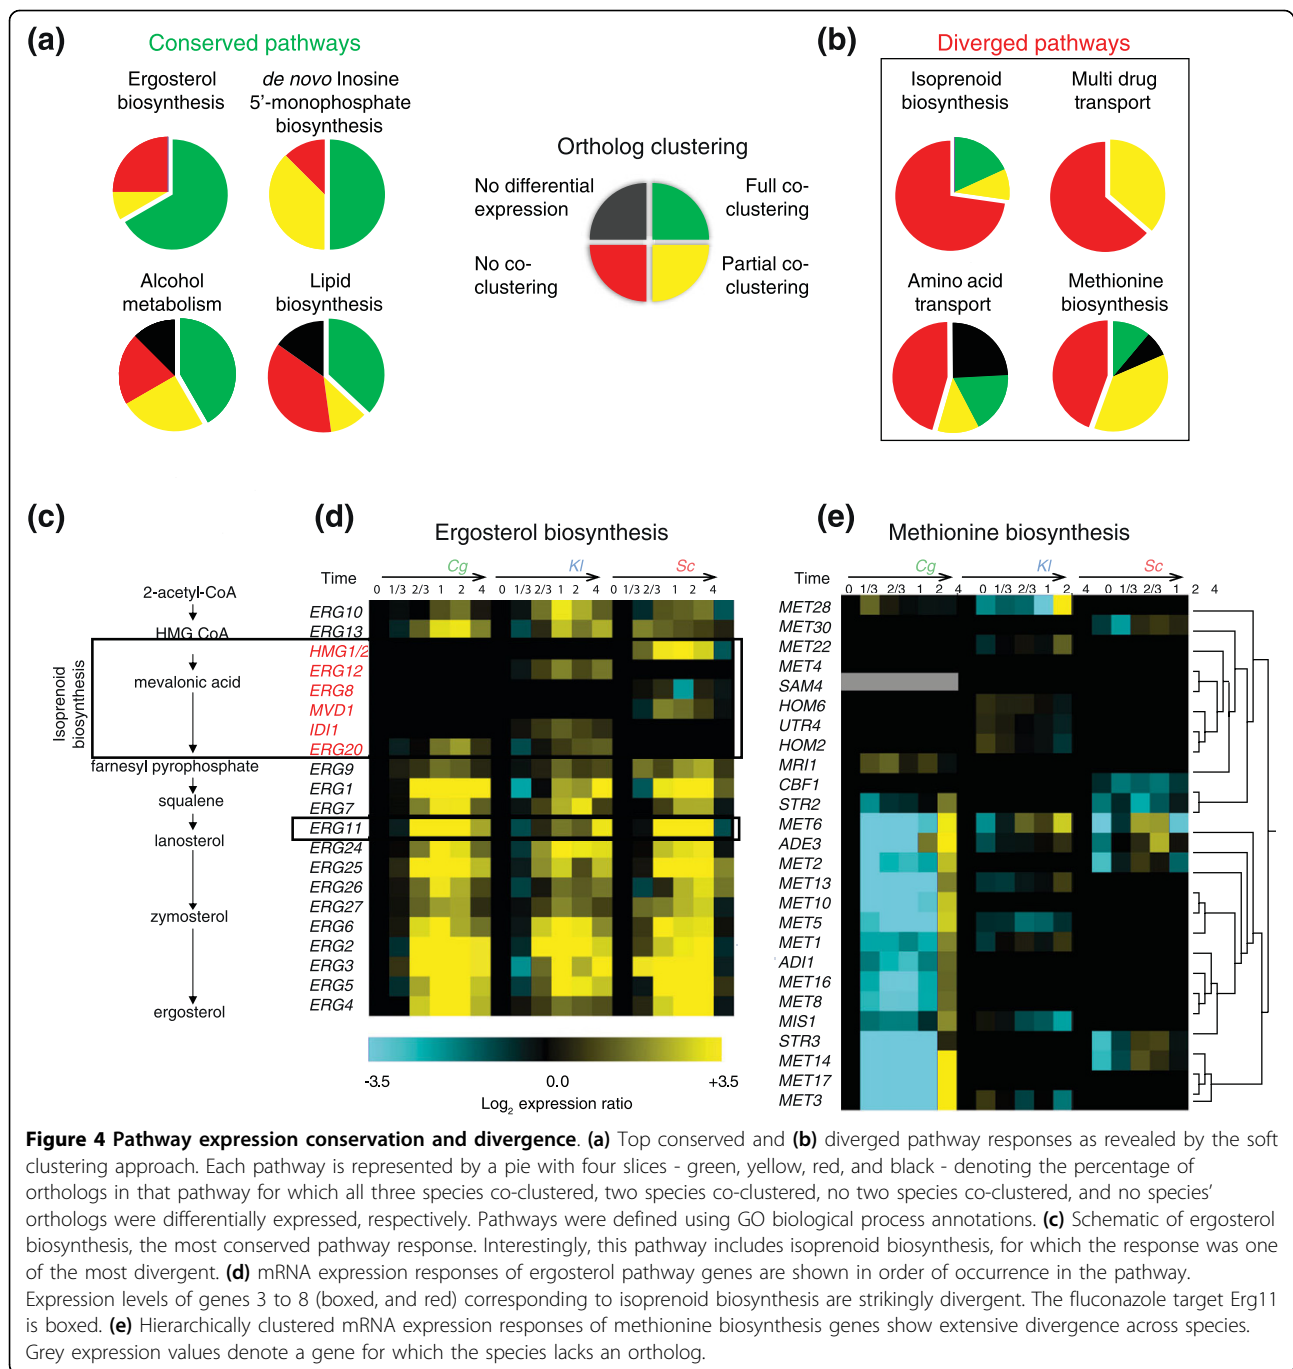 (a)
Conserved pathways
Ergosterol
biosynthesis
de novo Inosine
5'-monophosphate
biosynthesis
Alcohol
metabolism
Lipid
biosynthesis
Ortholog clustering
No differential
expression
Full co-
clustering
No co-
clustering
Partial co-
clustering
(b)
Diverged pathways
Isoprenoid
biosynthesis
Multi drug
transport
Amino acid
transport
Methionine
biosynthesis
(c)
2-acetyl-CoA
HMG CoA
mevalonic acid
farnesyl pyrophosphate
squalene
lanosterol
zymosterol
ergosterol
Isoprenoid
biosynthesis
(d)
Ergosterol biosynthesis
Cg Kl Sc
Time 0 1/3 2/3 1 2 4 0 1/3 2/3 1 2 4 0 1/3 2/3 1 2 4
ERG10
ERG13
HMG1/2
ERG12
ERG8
MVD1
IDI1
ERG20
ERG9
ERG1
ERG7
ERG11
ERG24
ERG25
ERG26
ERG27
ERG6
ERG2
ERG3
ERG5
ERG4
-3.5 0.0 +3.5
Log2 expression ratio
(e)
Methionine biosynthesis
Cg Kl Sc
Time 0 1/3 2/3 1 2 4 0 1/3 2/3 1 2 0 1/3 2/3 1 2 4
MET28
MET30
MET22
MET4
SAM4
HOM6
UTR4
HOM2
MRI1
CBF1
STR2
MET6
ADE3
MET2
MET13
MET10
MET5
MET1
ADI1
MET16
MET8
MIS1
STR3
MET14
MET17
MET3
Figure 4 Pathway expression conservation and divergence. (a) Top conserved and (b) diverged pathway responses as revealed by the soft
clustering approach. Each pathway is represented by a pie with four slices - green, yellow, red, and black - denoting the percentage of
orthologs in that pathway for which all three species co-clustered, two species co-clustered, no two species co-clustered, and no species'
orthologs were differentially expressed, respectively. Pathways were defined using GO biological process annotations. (c) Schematic of ergosterol
biosynthesis, the most conserved pathway response. Interestingly, this pathway includes isoprenoid biosynthesis, for which the response was one
of the most divergent. (d) mRNA expression responses of ergosterol pathway genes are shown in order of occurrence in the pathway.
Expression levels of genes 3 to 8 (boxed, and red) corresponding to isoprenoid biosynthesis are strikingly divergent. The fluconazole target Erg11
is boxed. (e) Hierarchically clustered mRNA expression responses of methionine biosynthesis genes show extensive divergence across species.
Grey expression values denote a gene for which the species lacks an ortholog.